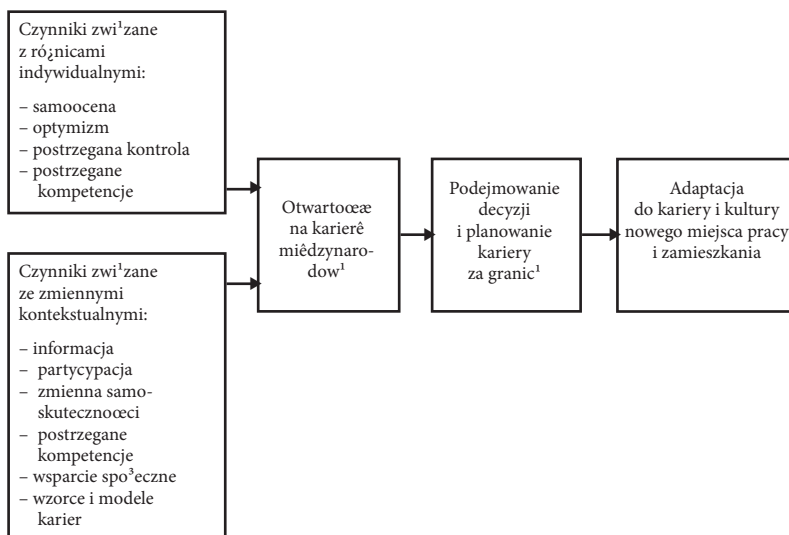 Czynniki zwi¹zane
z ró¿nicami
indywidualnymi:
– samoocena
– optymizm
– postrzegana kontrola
– postrzegane
kompetencje
Czynniki zwi¹zane
ze zmiennymi
kontekstualnymi:
– informacja
– partycypacja
– zmienna samo-
skutecznoœci
– postrzegane
kompetencje
– wsparcie spo³eczne
– wzorce i modele
karier
Otwartoœæ
na karierê
miêdzynaro-
dow¹
Podejmowanie
decyzji
i planowanie
kariery
za granic¹
Adaptacja
do kariery i kultury
nowego miejsca pracy
i zamieszkania